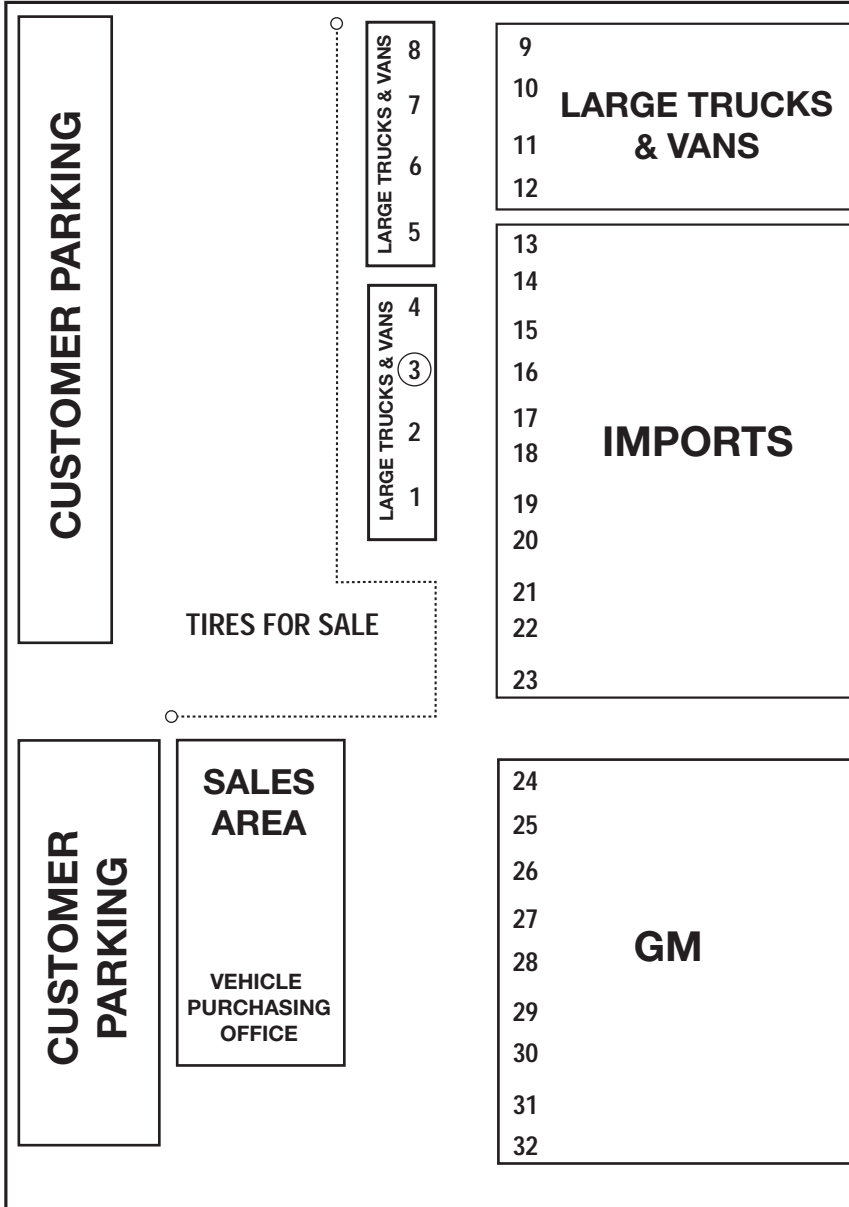 CUSTOMER PARKING
LARGE TRUCKS & VANS
8
7
6
5
LARGE TRUCKS & VANS
4
3
2
1
9
10
11
12
LARGE TRUCKS
& VANS
13
14
15
16
17
18
19
20
21
22
23
IMPORTS
TIRES FOR SALE
CUSTOMER
PARKING
SALES
AREA
VEHICLE
PURCHASING
OFFICE
24
25
26
27
28
29
30
31
32
GM